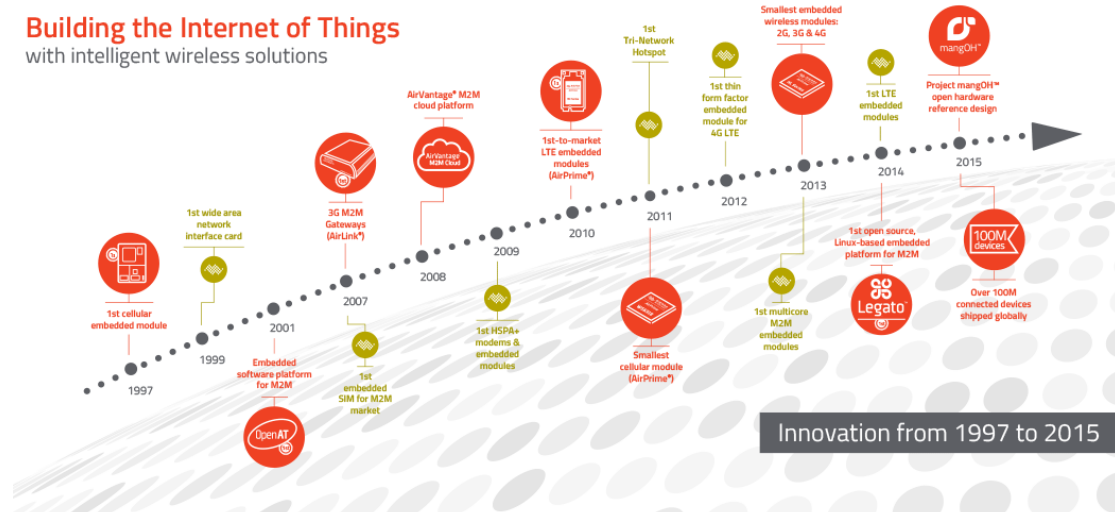 Building the Internet of Things
with intelligent wireless solutions
1st cellular
embedded module
1997
1st wide area
network
interface card
1999
2001
Embedded
software platform
for M2M
OpenAT
3G M2M
Gateways
(AirLink®)
2007
1st
embedded
SIM for M2M
market
AirVantage® M2M
cloud platform
AirVantage
M2M Cloud
2008
2009
1st HSPA+
modems &
embedded
modules
1st-to-market
LTE embedded
modules
(AirPrime®)
2010
1st
Tri-Network
Hotspot
2011
Smallest
cellular module
(AirPrime®)
1st thin
form factor
embedded
module for
4G LTE
2012
Smallest embedded
wireless modules:
2G, 3G & 4G
2013
1st multicore
M2M
embedded
modules
1st LTE
embedded
modules
2014
1st open source,
Linux-based embedded
platform for M2M
Legato™
mangOH™
Project mangOH™
open hardware
reference design
2015
100M
devices
Over 100M
connected devices
shipped globally
Innovation from 1997 to 2015